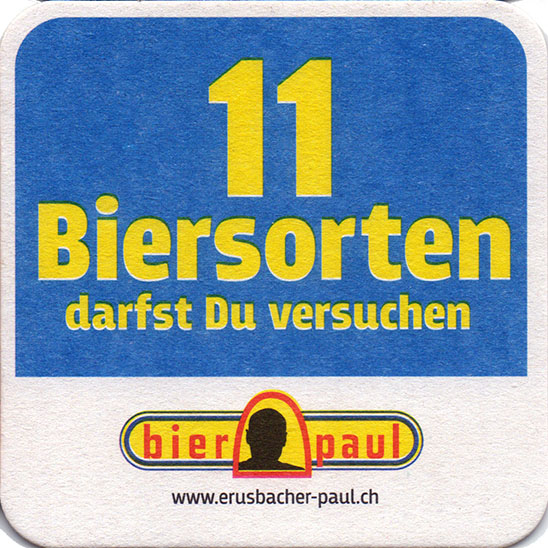 11
Biersorten
darfst Du versuchen
bier paul
www.erusbacher-paul.ch